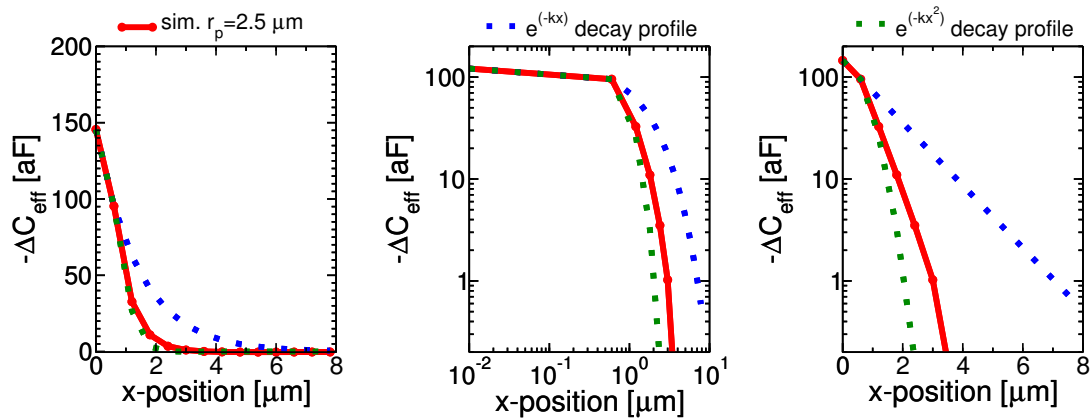 sim. r_p=2.5 μm
e^(-kx) decay profile
e^(-kx²) decay profile
200
150
100
50
0
-ΔC_eff [aF]
0 2 4 6 8
x-position [μm]
100
10
1
-ΔC_eff [aF]
10^-2 10^-1 10^0 10^1
x-position [μm]
100
10
1
-ΔC_eff [aF]
0 2 4 6 8
x-position [μm]